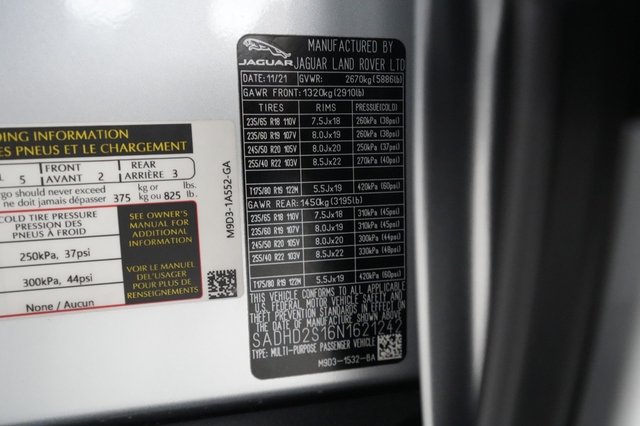 DING INFORMATION
ES PNEUS ET LE CHARGEMENT
5 FRONT AVANT 2 REAR ARRIÈRE 3
rgo should never exceed
jamais dépasser 375 kg or kg ou 825 lb. lbs.
COLD TIRE PRESSURE
PRESSION DES
PNEUS À FROID
250kPa, 37psi
300kPa, 44psi
None / Aucun
SEE OWNER'S
MANUAL FOR
ADDITIONAL
INFORMATION
VOIR LE MANUEL
DE L'USAGER
POUR PLUS DE
RENSEIGNEMENTS
M9D3-1A552-GA
JAGUAR
MANUFACTURED BY
JAGUAR LAND ROVER LTD
DATE: 11/21 GVWR: 2670kg (5886lb)
GAWR FRONT: 1320kg (2910lb)
TIRES RIMS PRESSUE(COLD)
235/65 R18 110V 7.5Jx18 260kPa (38psi)
235/60 R19 107V 8.0Jx19 260kPa (38psi)
245/50 R20 105V 8.0Jx20 250kPa (37psi)
255/40 R22 103V 8.5Jx22 270kPa (40psi)
T175/80 R19 122M 5.5Jx19 420kPa (60psi)
GAWR REAR: 1450kg (3195lb)
235/65 R18 110V 7.5Jx18 310kPa (45psi)
235/60 R19 107V 8.0Jx19 310kPa (45psi)
245/50 R20 105V 8.0Jx20 300kPa (44psi)
255/40 R22 103V 8.5Jx22 330kPa (48psi)
T175/80 R19 122M 5.5Jx19 420kPa (60psi)
THIS VEHICLE CONFORMS TO ALL APPLICABLE
U.S. FEDERAL MOTOR VEHICLE SAFETY AND
THEFT PREVENTION STANDARDS IN EFFECT ON
THE DATE OF MANUFACTURE SHOWN ABOVE
SADHD2S16N1621242
TYPE: MULTI-PURPOSE PASSENGER VEHICLE
M9D3-1532-BA